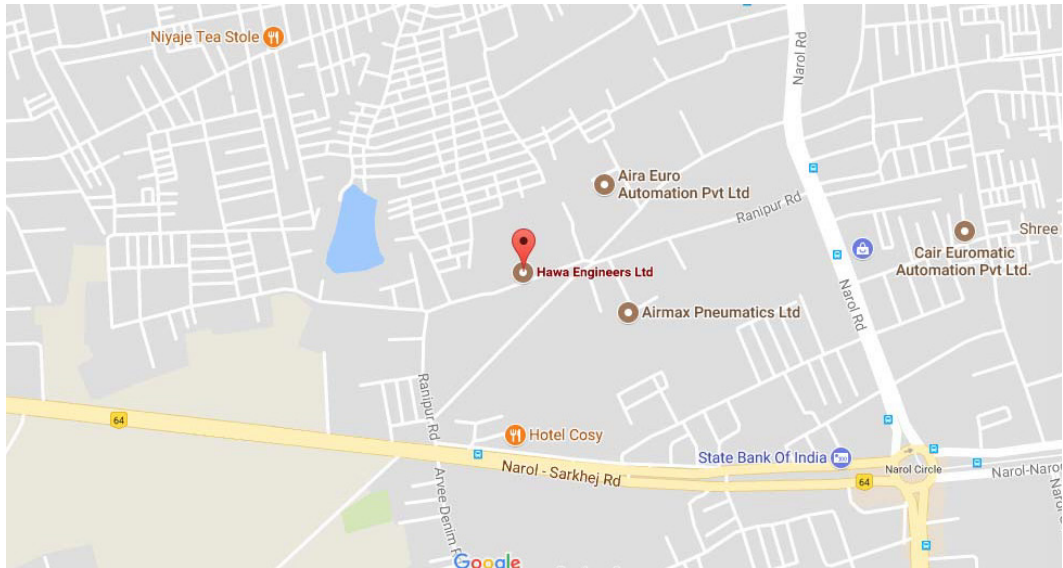 Niyaje Tea Stole
Narol Rd
Aira Euro
Automation Pvt Ltd
Ranipur Rd
Shree
Cair Euromatic
Automation Pvt Ltd.
Hawa Engineers Ltd
Airmax Pneumatics Ltd
Narol Rd
Ranipur Rd
64
Hotel Cosy
State Bank Of India
Narol Circle
Narol-Naro
Narol - Sarkhej Rd
64
Arvee Denim R
Narol
Google